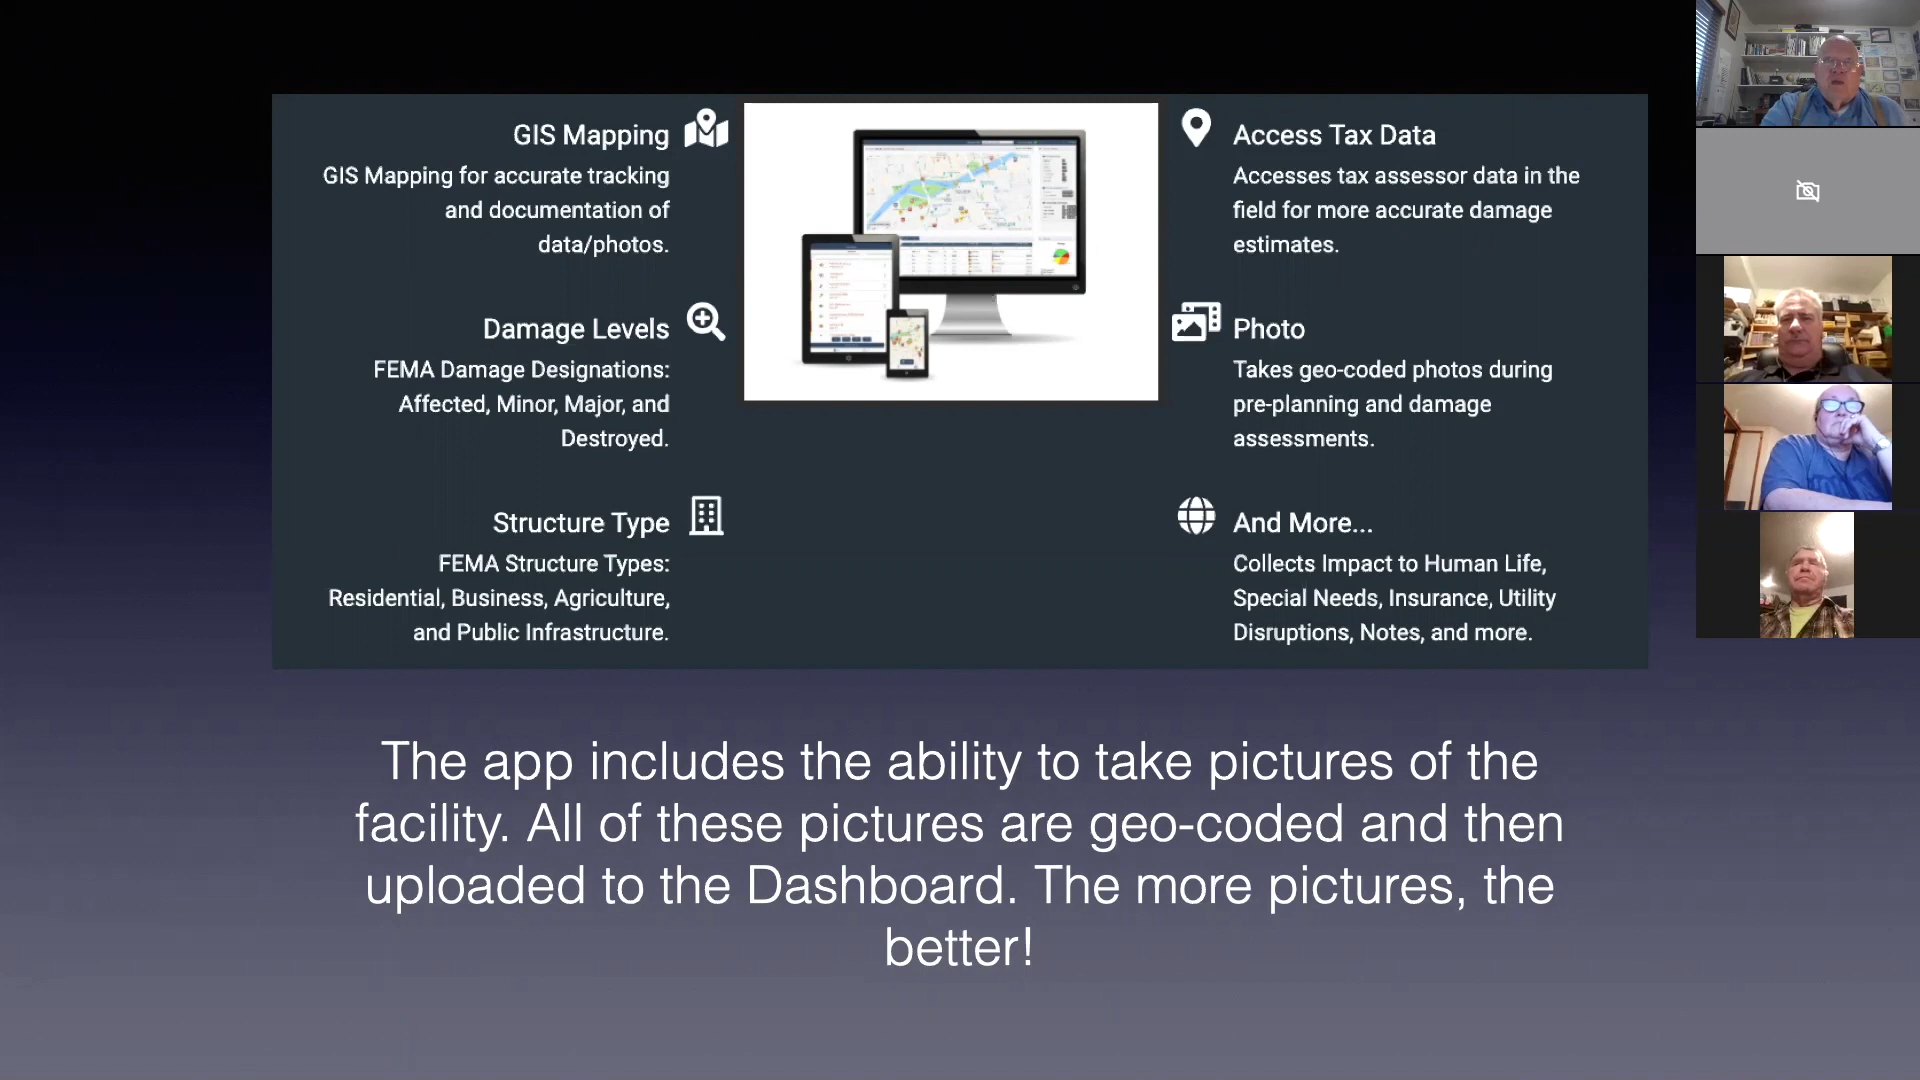 GIS Mapping
GIS Mapping for accurate tracking
and documentation of
data/photos.
Damage Levels
FEMA Damage Designations:
Affected, Minor, Major, and
Destroyed.
Structure Type
FEMA Structure Types:
Residential, Business, Agriculture,
and Public Infrastructure.
Access Tax Data
Accesses tax assessor data in the
field for more accurate damage
estimates.
Photo
Takes geo-coded photos during
pre-planning and damage
assessments.
And More...
Collects Impact to Human Life,
Special Needs, Insurance, Utility
Disruptions, Notes, and more.
The app includes the ability to take pictures of the
facility. All of these pictures are geo-coded and then
uploaded to the Dashboard. The more pictures, the
better!